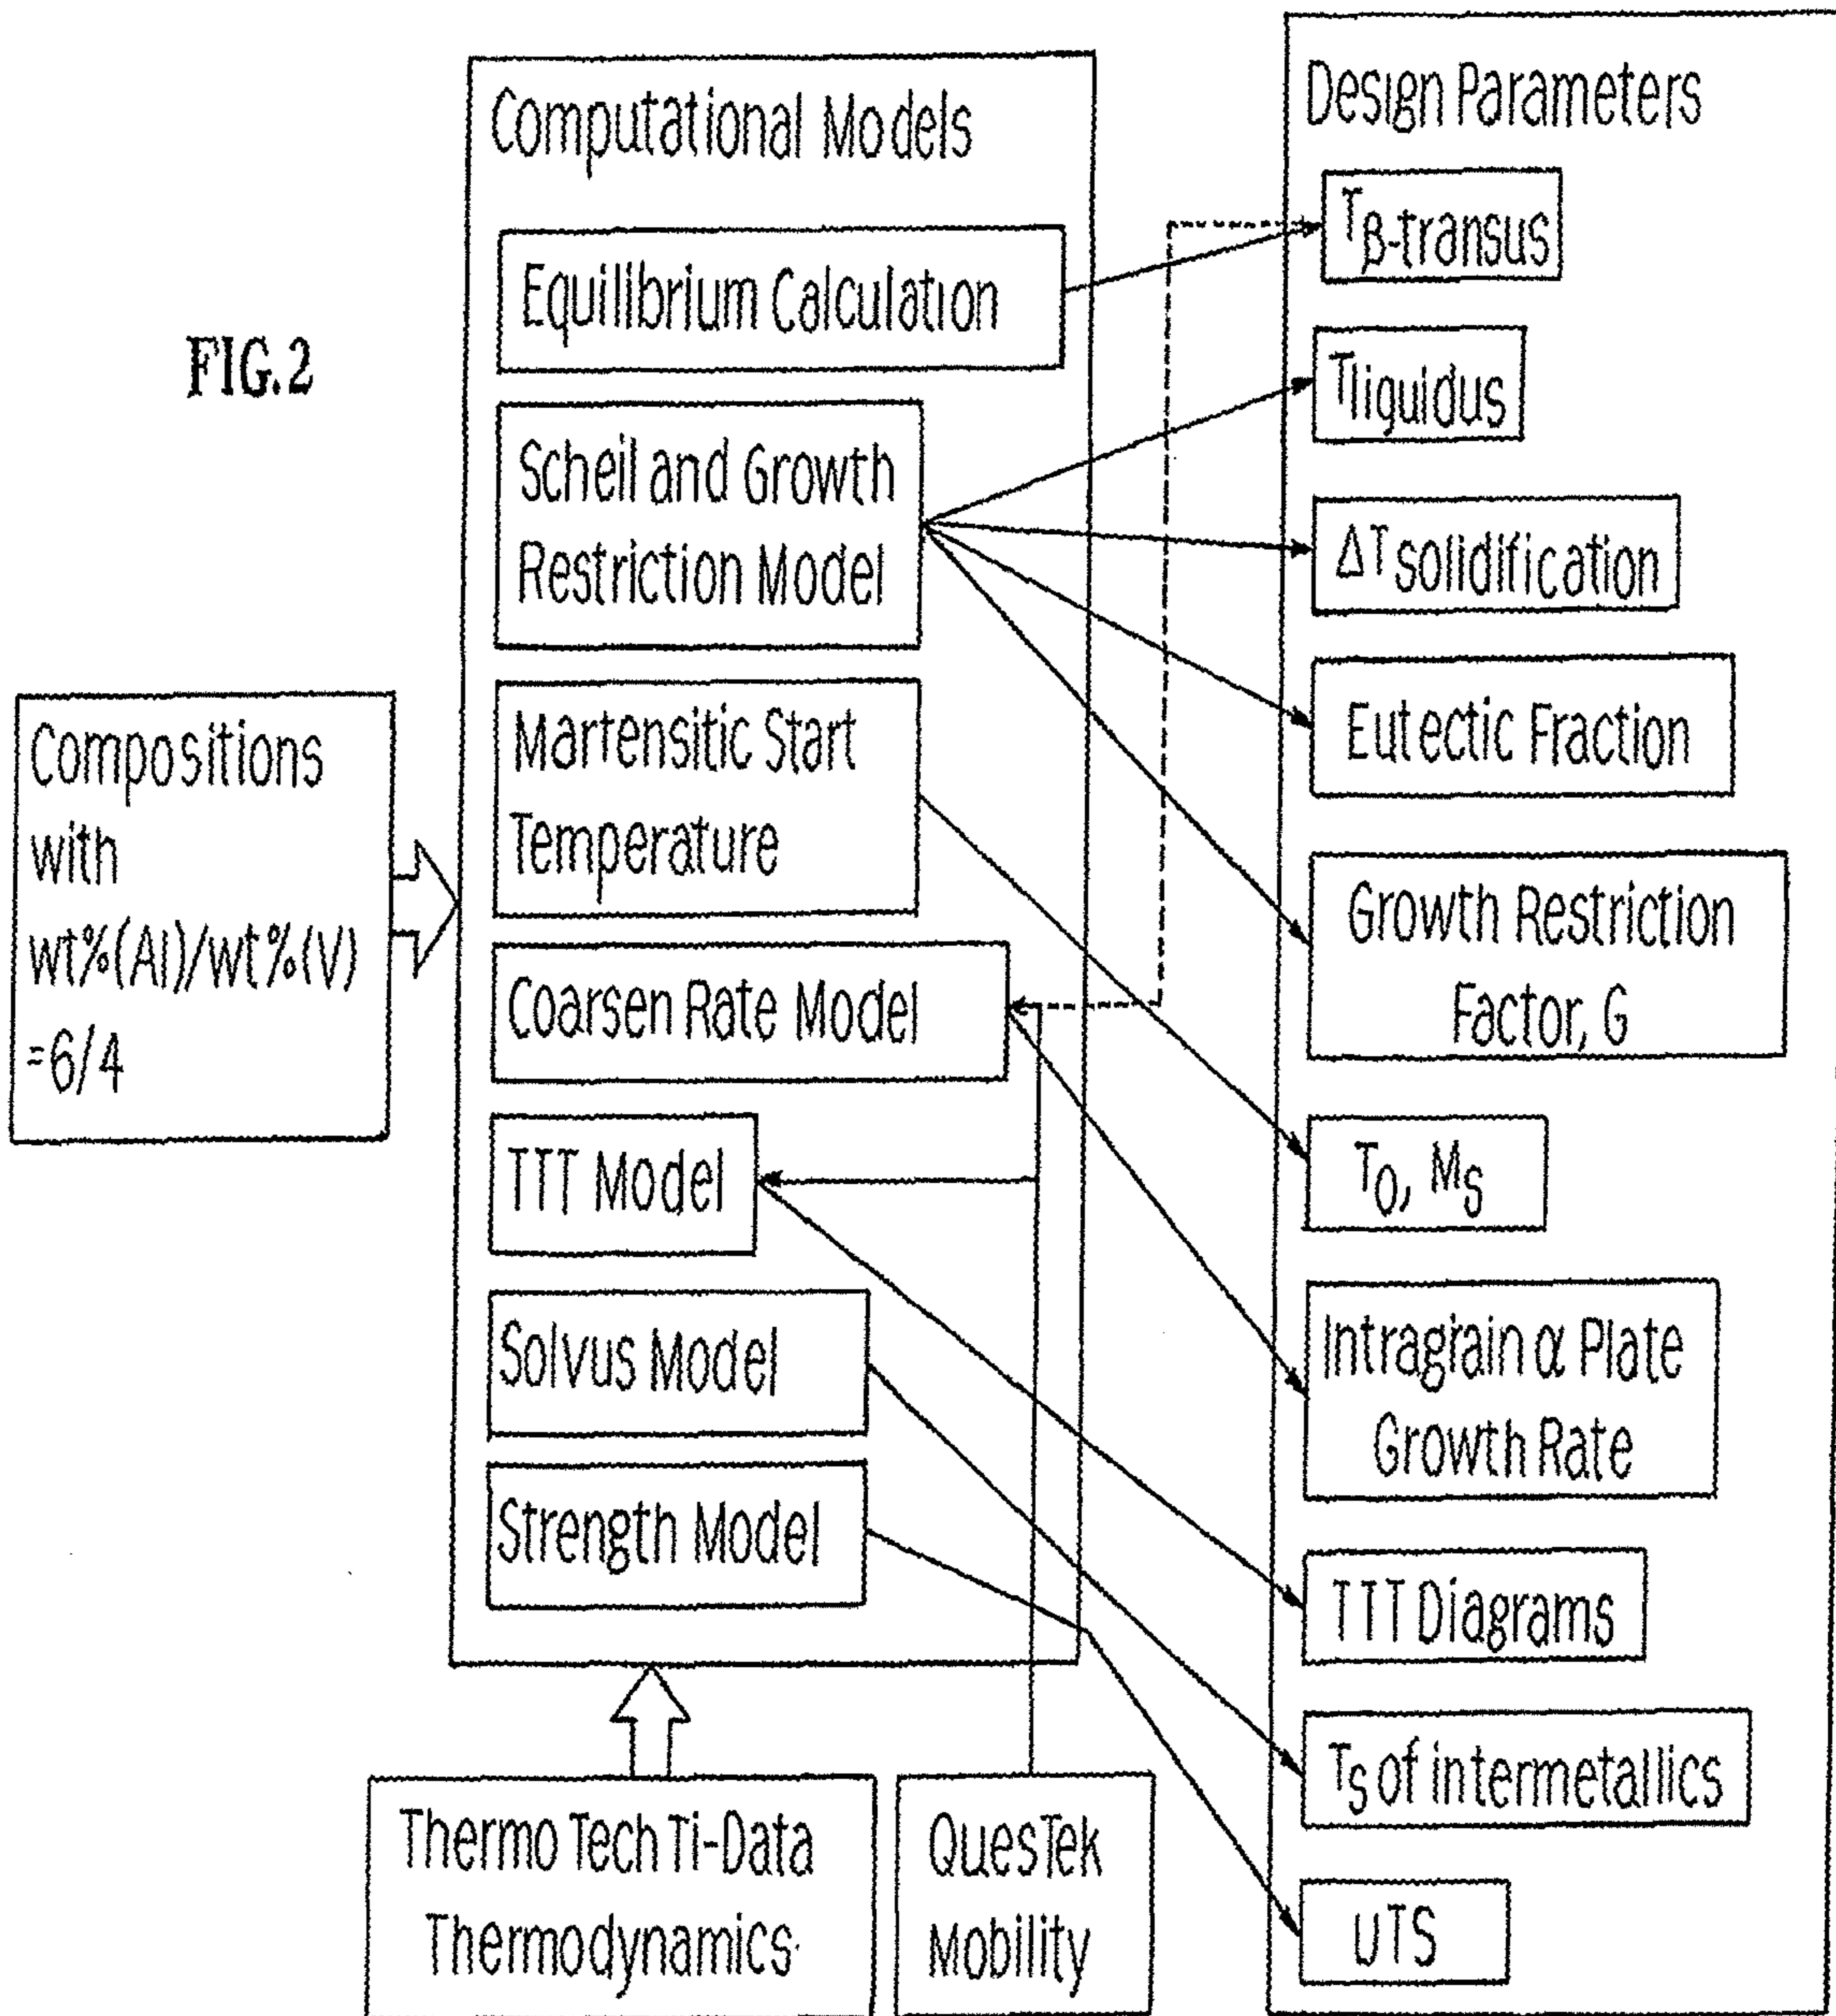 FIG.2
Compositions
with
wt%(Al)/wt%(V)
=6/4
Computational Models
Equilibrium Calculation
Scheil and Growth
Restriction Model
Martensitic Start
Temperature
Coarsen Rate Model
TTT Model
Solvus Model
Strength Model
Thermo Tech Ti-Data
Thermodynamics
QuesTek
Mobility
Design Parameters
Tβ-transus
Tliguidus
ΔTsolidification
Eutectic Fraction
Growth Restriction
Factor, G
T0, MS
Intragrain α Plate
Growth Rate
TTT Diagrams
TS of intermetallics
UTS